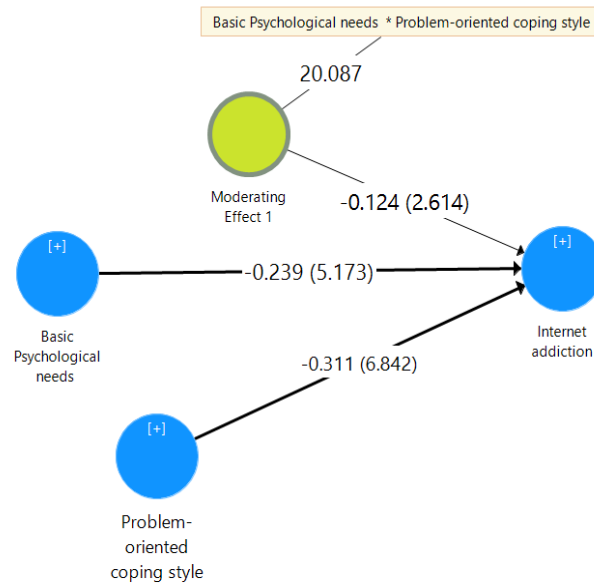 Basic Psychological needs * Problem-oriented coping style
20.087
Moderating
Effect 1
-0.124 (2.614)
[+]
[+]
-0.239 (5.173)
Basic
Psychological
needs
Internet
addiction
-0.311 (6.842)
[+]
Problem-
oriented
coping style